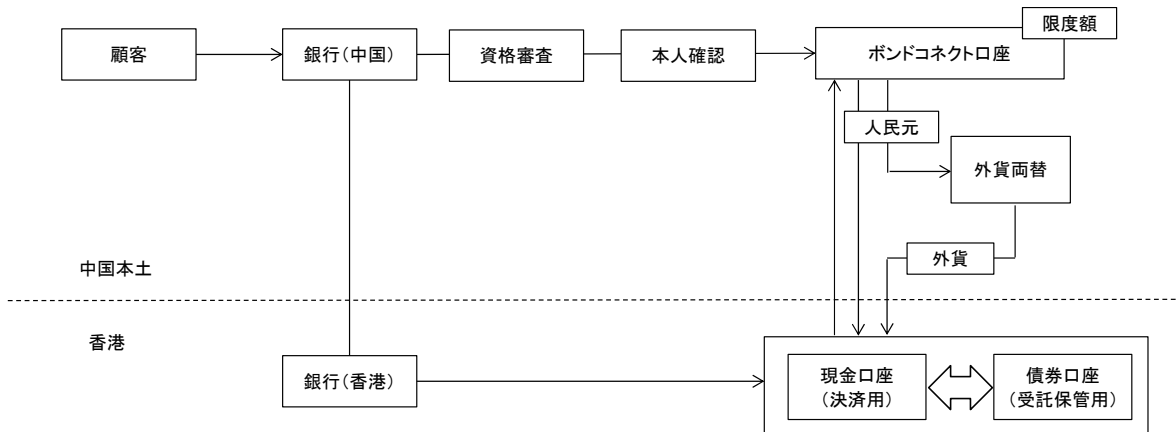 限度額
顧客
銀行(中国)
資格審査
本人確認
ボンドコネクト口座
人民元
外貨両替
外貨
中国本土
香港
銀行(香港)
現金口座
(決済用)
債券口座
(受託保管用)